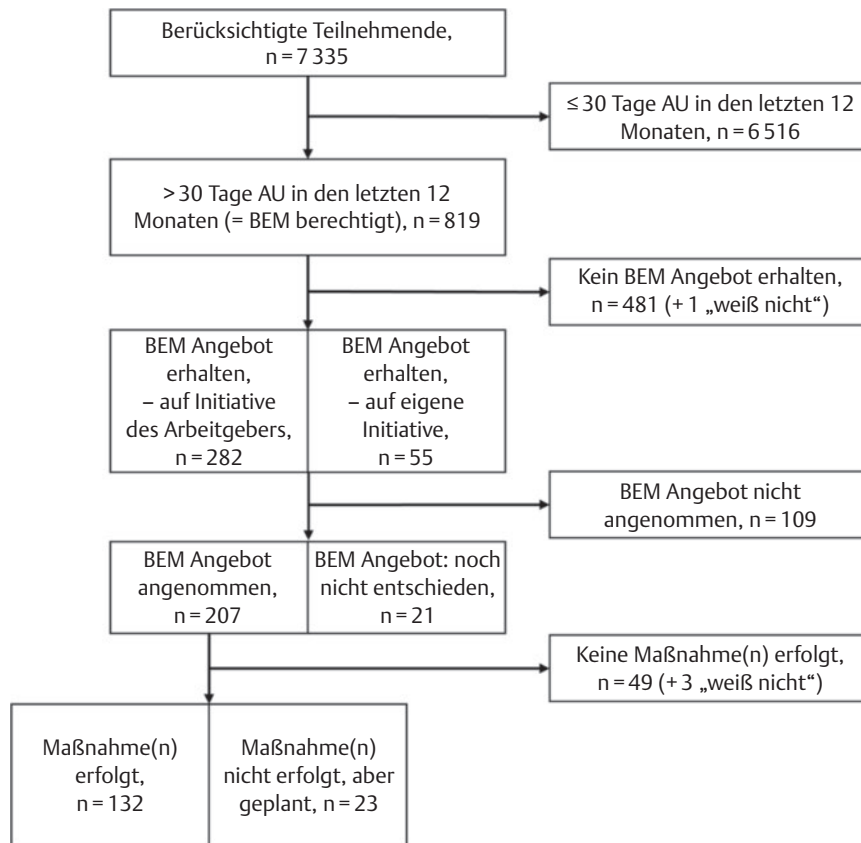 Berücksichtigte Teilnehmende,
n = 7 335
≤ 30 Tage AU in den letzten 12
Monaten, n = 6 516
> 30 Tage AU in den letzten 12
Monaten (= BEM berechtigt), n = 819
Kein BEM Angebot erhalten,
n = 481 (+ 1 „weiß nicht“)
BEM Angebot
erhalten,
– auf Initiative
des Arbeitgebers,
n = 282
BEM Angebot
erhalten,
– auf eigene
Initiative,
n = 55
BEM Angebot nicht
angenommen, n = 109
BEM Angebot
angenommen,
n = 207
BEM Angebot: noch
nicht entschieden,
n = 21
Keine Maßnahme(n) erfolgt,
n = 49 (+ 3 „weiß nicht“)
Maßnahme(n)
erfolgt,
n = 132
Maßnahme(n)
nicht erfolgt, aber
geplant, n = 23